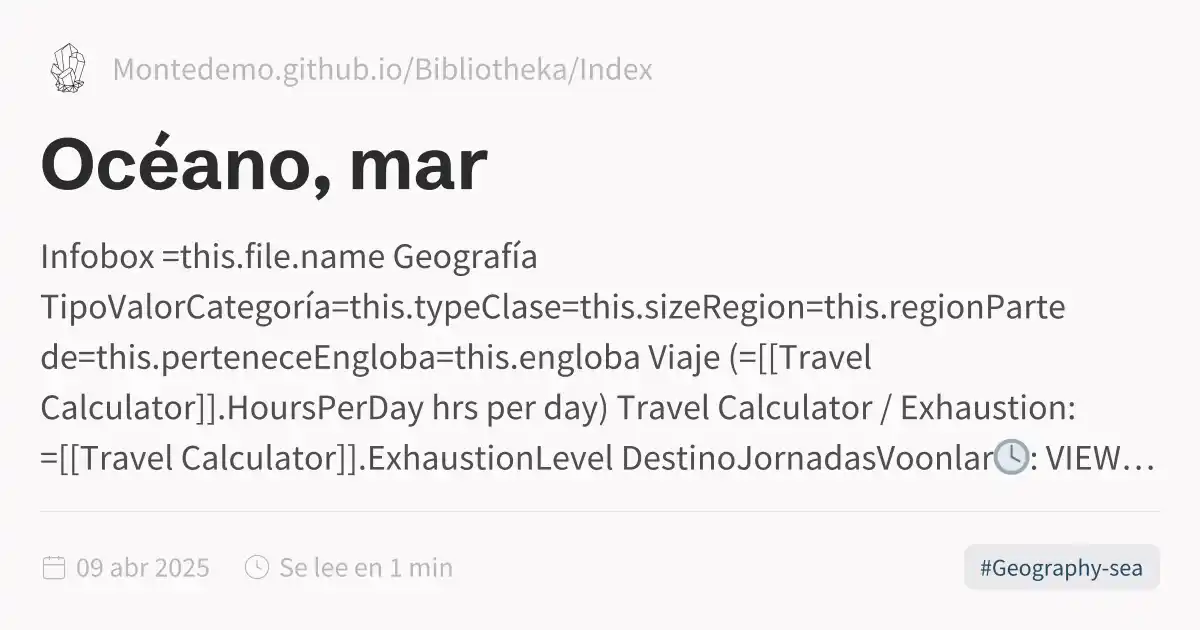 Montedemo.github.io/Bibliotheka/Index
Océano, mar
Infobox =this.file.name Geografía
TipoValorCategoría=this.typeClase=this.sizeRegion=this.regionParte
de=this.perteneceEngloba=this.engloba Viaje (=[[Travel
Calculator]].HoursPerDay hrs per day) Travel Calculator / Exhaustion:
=[[Travel Calculator]].ExhaustionLevel DestinoJornadasVoonlar🕓: VIEW…
09 abr 2025 Se lee en 1 min #Geography-sea